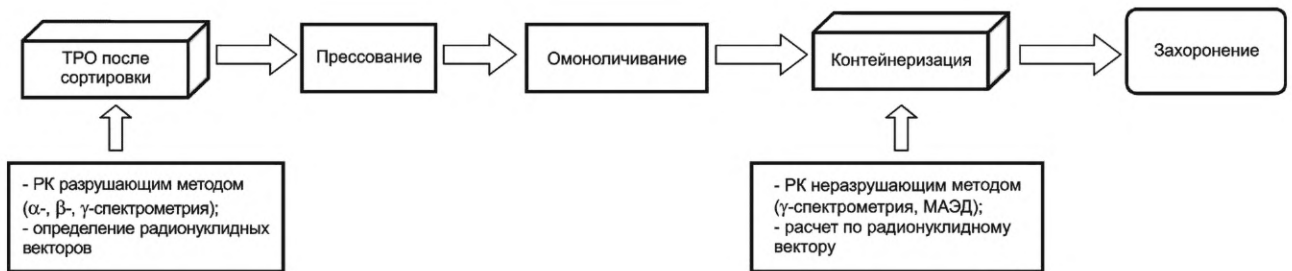 ТРО после
сортировки
Прессование
Омоноличивание
Контейнеризация
Захоронение
- РК разрушающим методом
(α-, β-, γ-спектрометрия);
- определение радионуклидных
векторов
- РК неразрушающим методом
(γ-спектрометрия, МАЭД);
- расчет по радионуклидному
вектору